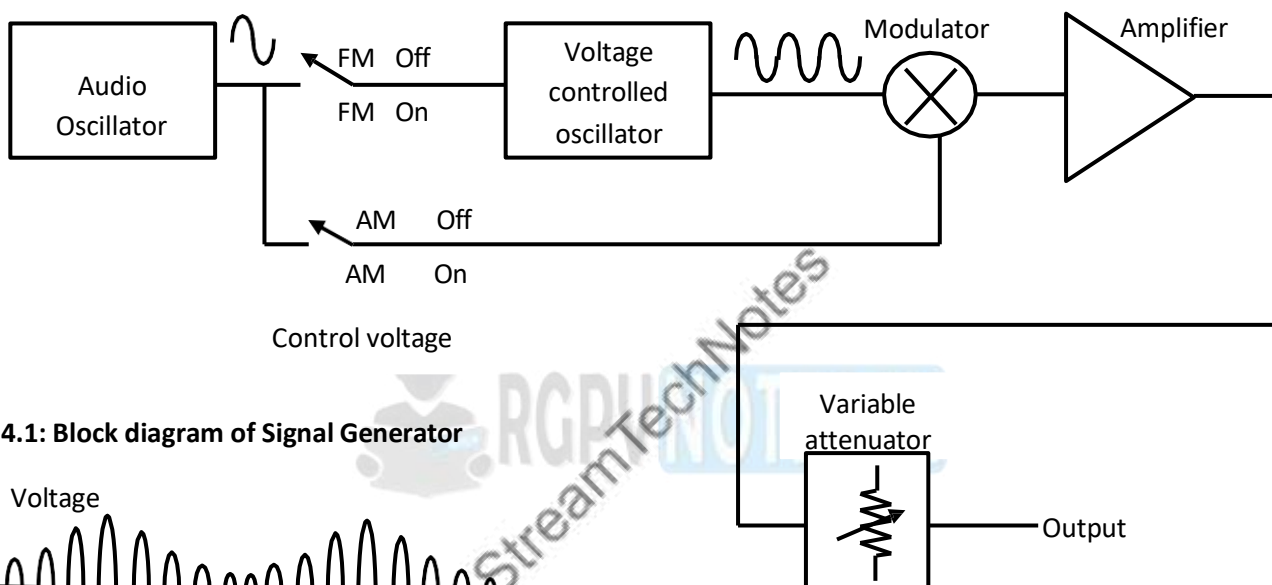 Audio
Oscillator
FM Off
FM On
Voltage
controlled
oscillator
Modulator
Amplifier
AM Off
AM On
Control voltage
StreamTechNotes
4.1: Block diagram of Signal Generator
Variable
attenuator
Voltage
Output